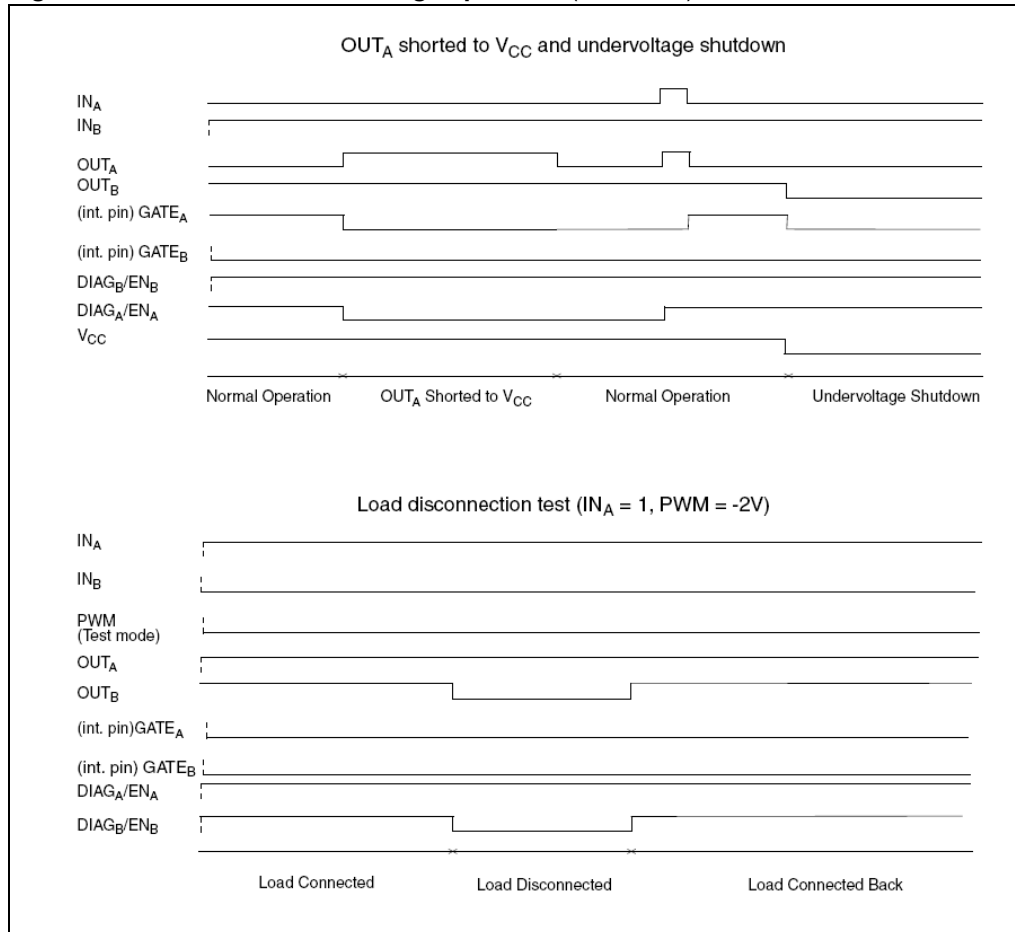 OUTA shorted to VCC and undervoltage shutdown
INA
INB
OUTA
OUTB
(int. pin) GATEA
(int. pin) GATEB
DIAGB/ENB
DIAGA/ENA
VCC
Normal Operation OUTA Shorted to VCC Normal Operation Undervoltage Shutdown
Load disconnection test (INA = 1, PWM = -2V)
INA
INB
PWM
(Test mode)
OUTA
OUTB
(int. pin)GATEA
(int. pin) GATEB
DIAGA/ENA
DIAGB/ENB
Load Connected Load Disconnected Load Connected Back